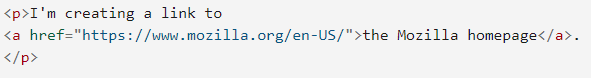 <p>I'm creating a link to
<a href="https://www.mozilla.org/en-US/">the Mozilla homepage</a>.
</p>